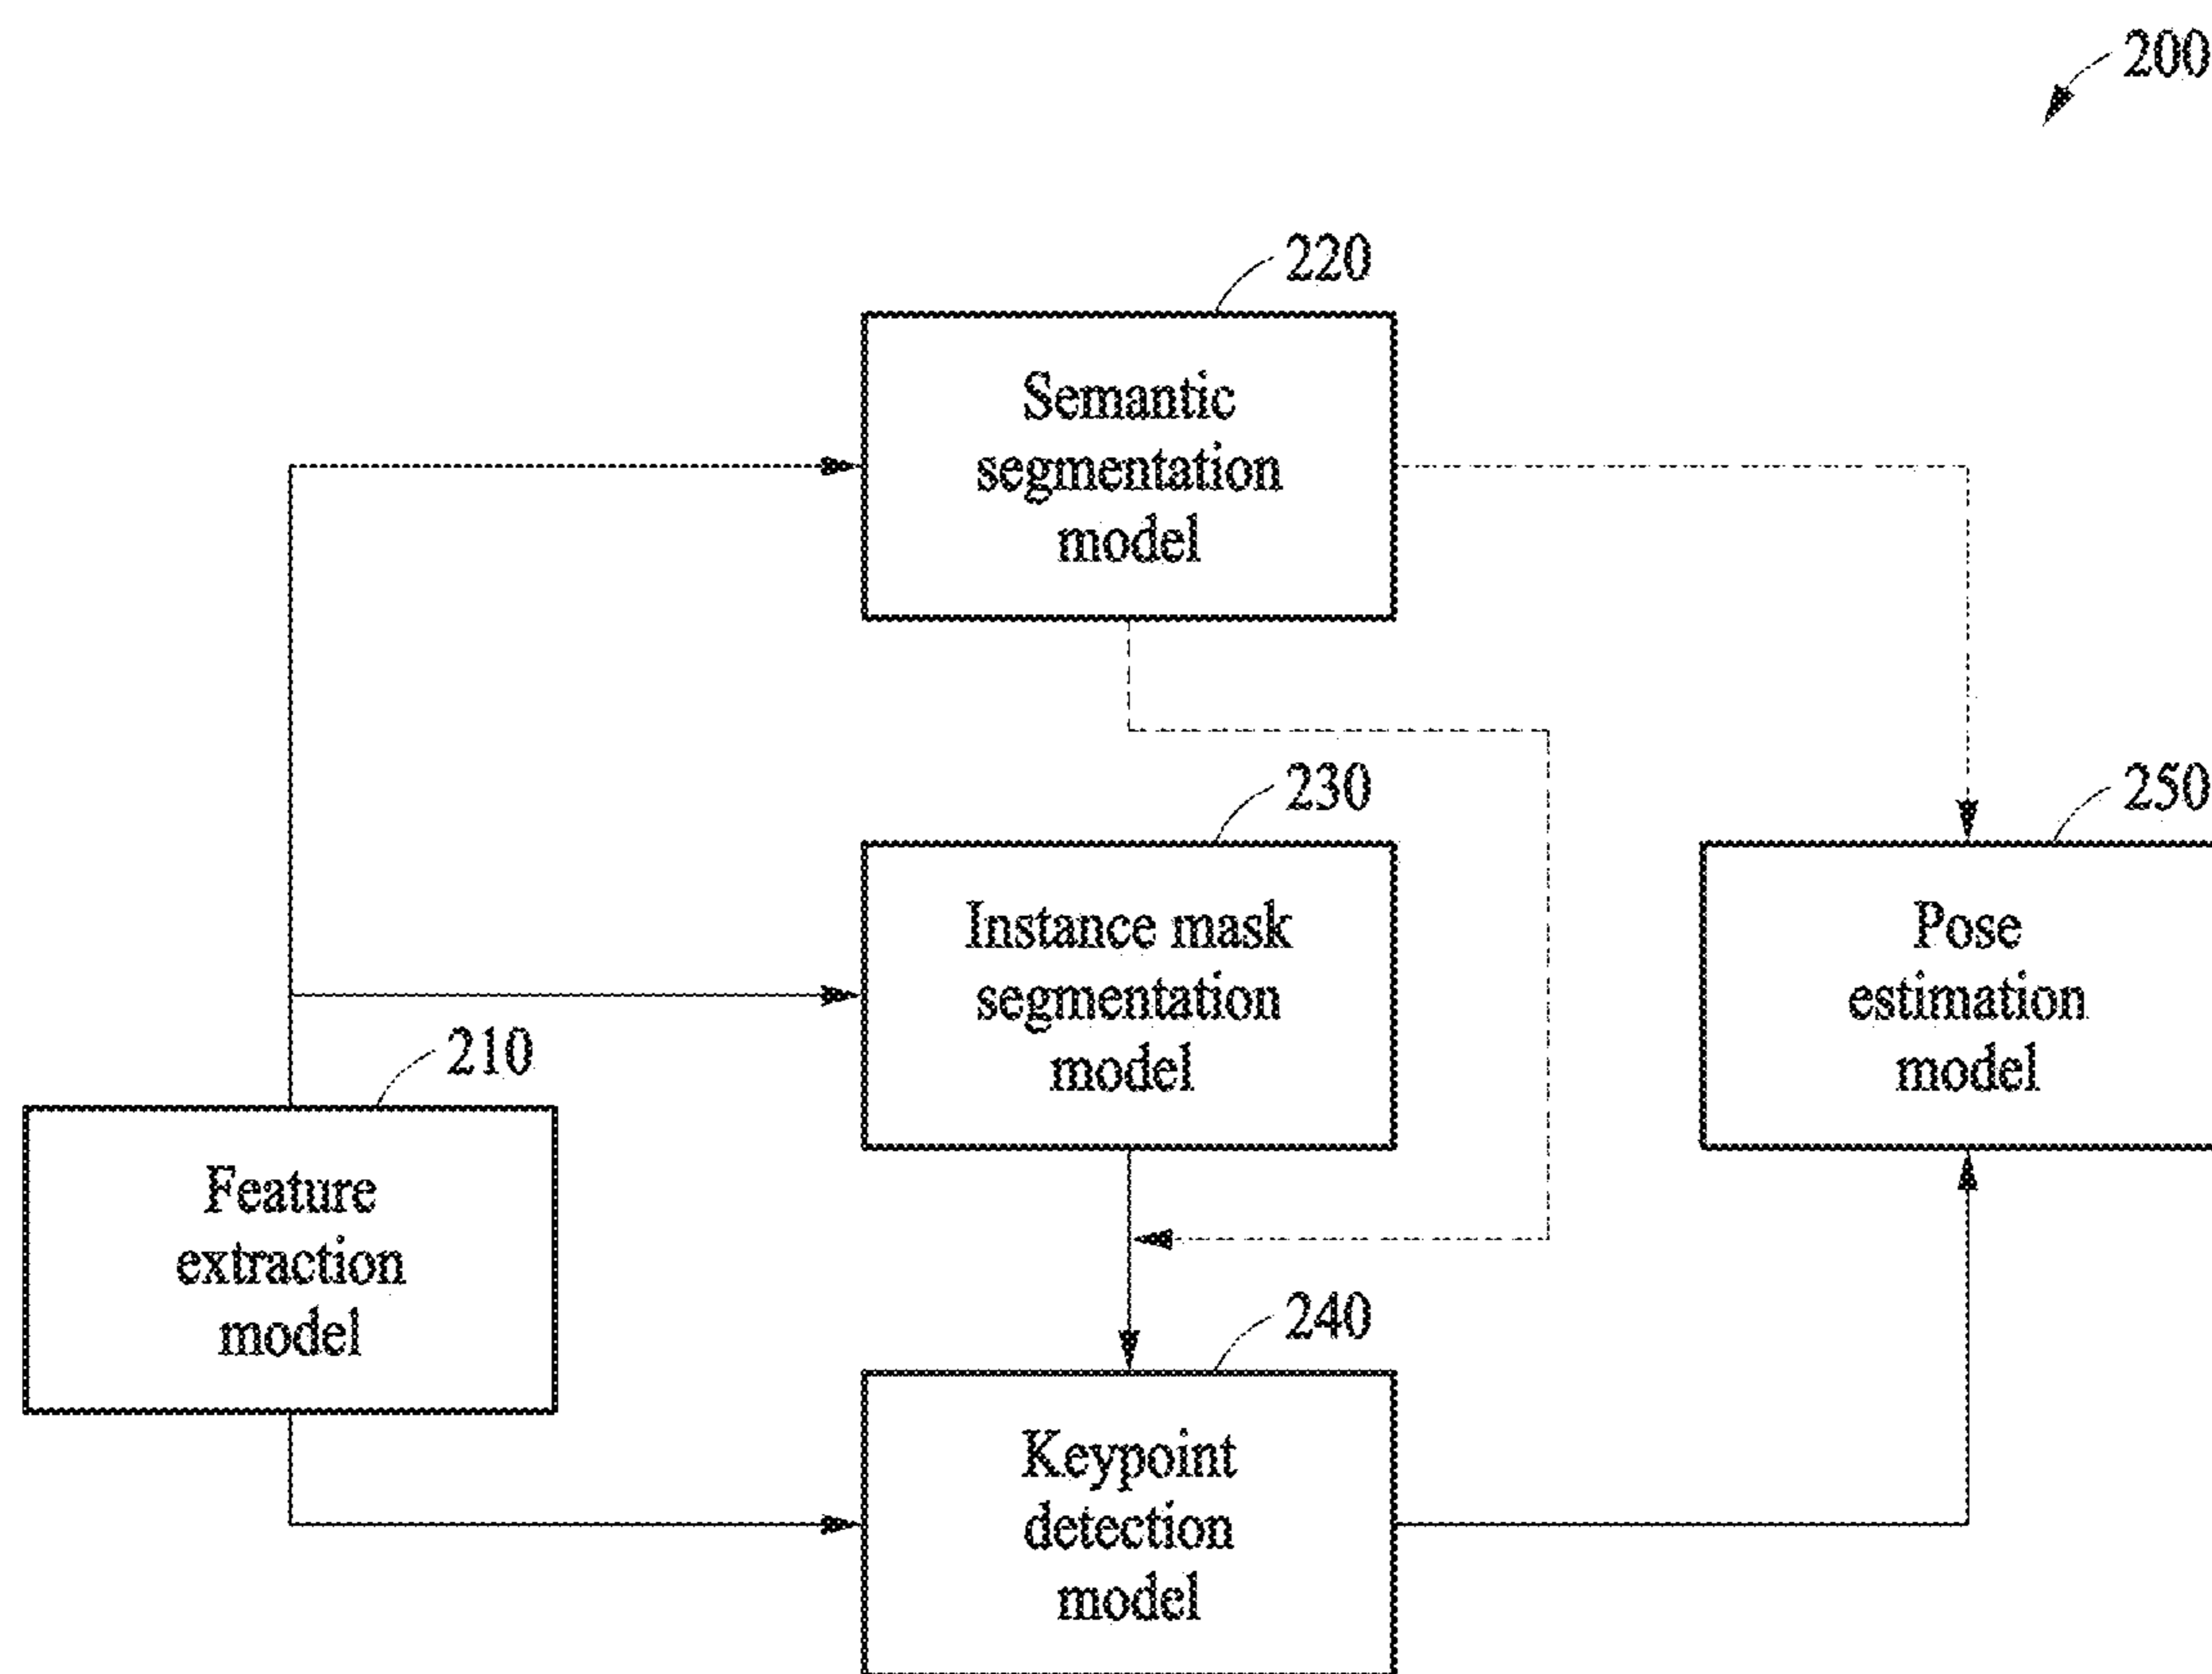 200
220
Semantic
segmentation
model
230
Instance mask
segmentation
model
250
Pose
estimation
model
210
Feature
extraction
model
240
Keypoint
detection
model